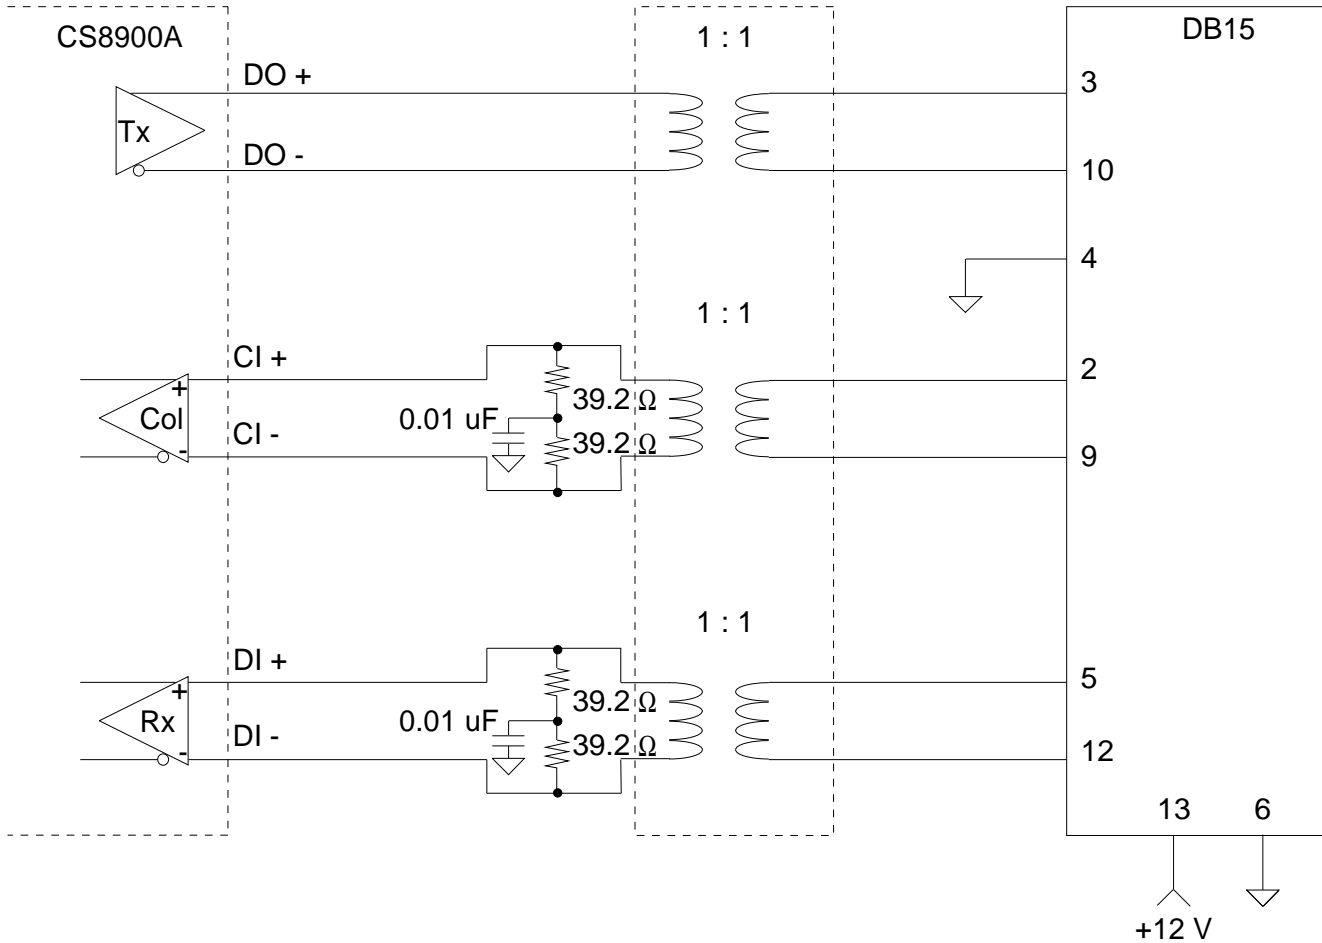 CS8900A
1 : 1
DB15
DO +
3
Tx
DO -
10
4
1 : 1
CI +
2
+
39.2 Ω
Col
0.01 uF
CI -
39.2 Ω
-
9
1 : 1
DI +
5
+
39.2 Ω
Rx
0.01 uF
DI -
39.2 Ω
-
12
13
6
+12 V